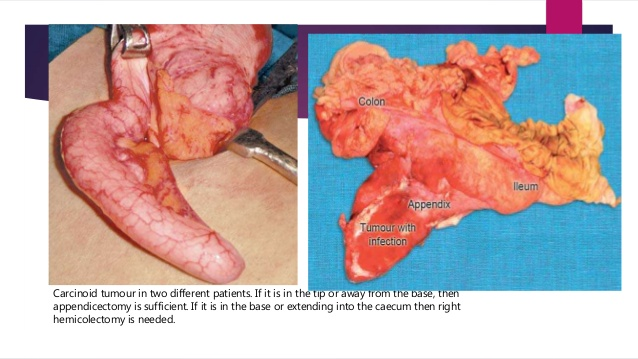 Colon
Ileum
Appendix
Tumour with
infection
Carcinoid tumour in two different patients. If it is in the tip or away from the base, then
appendicectomy is sufficient. If it is in the base or extending into the caecum then right
hemicolectomy is needed.